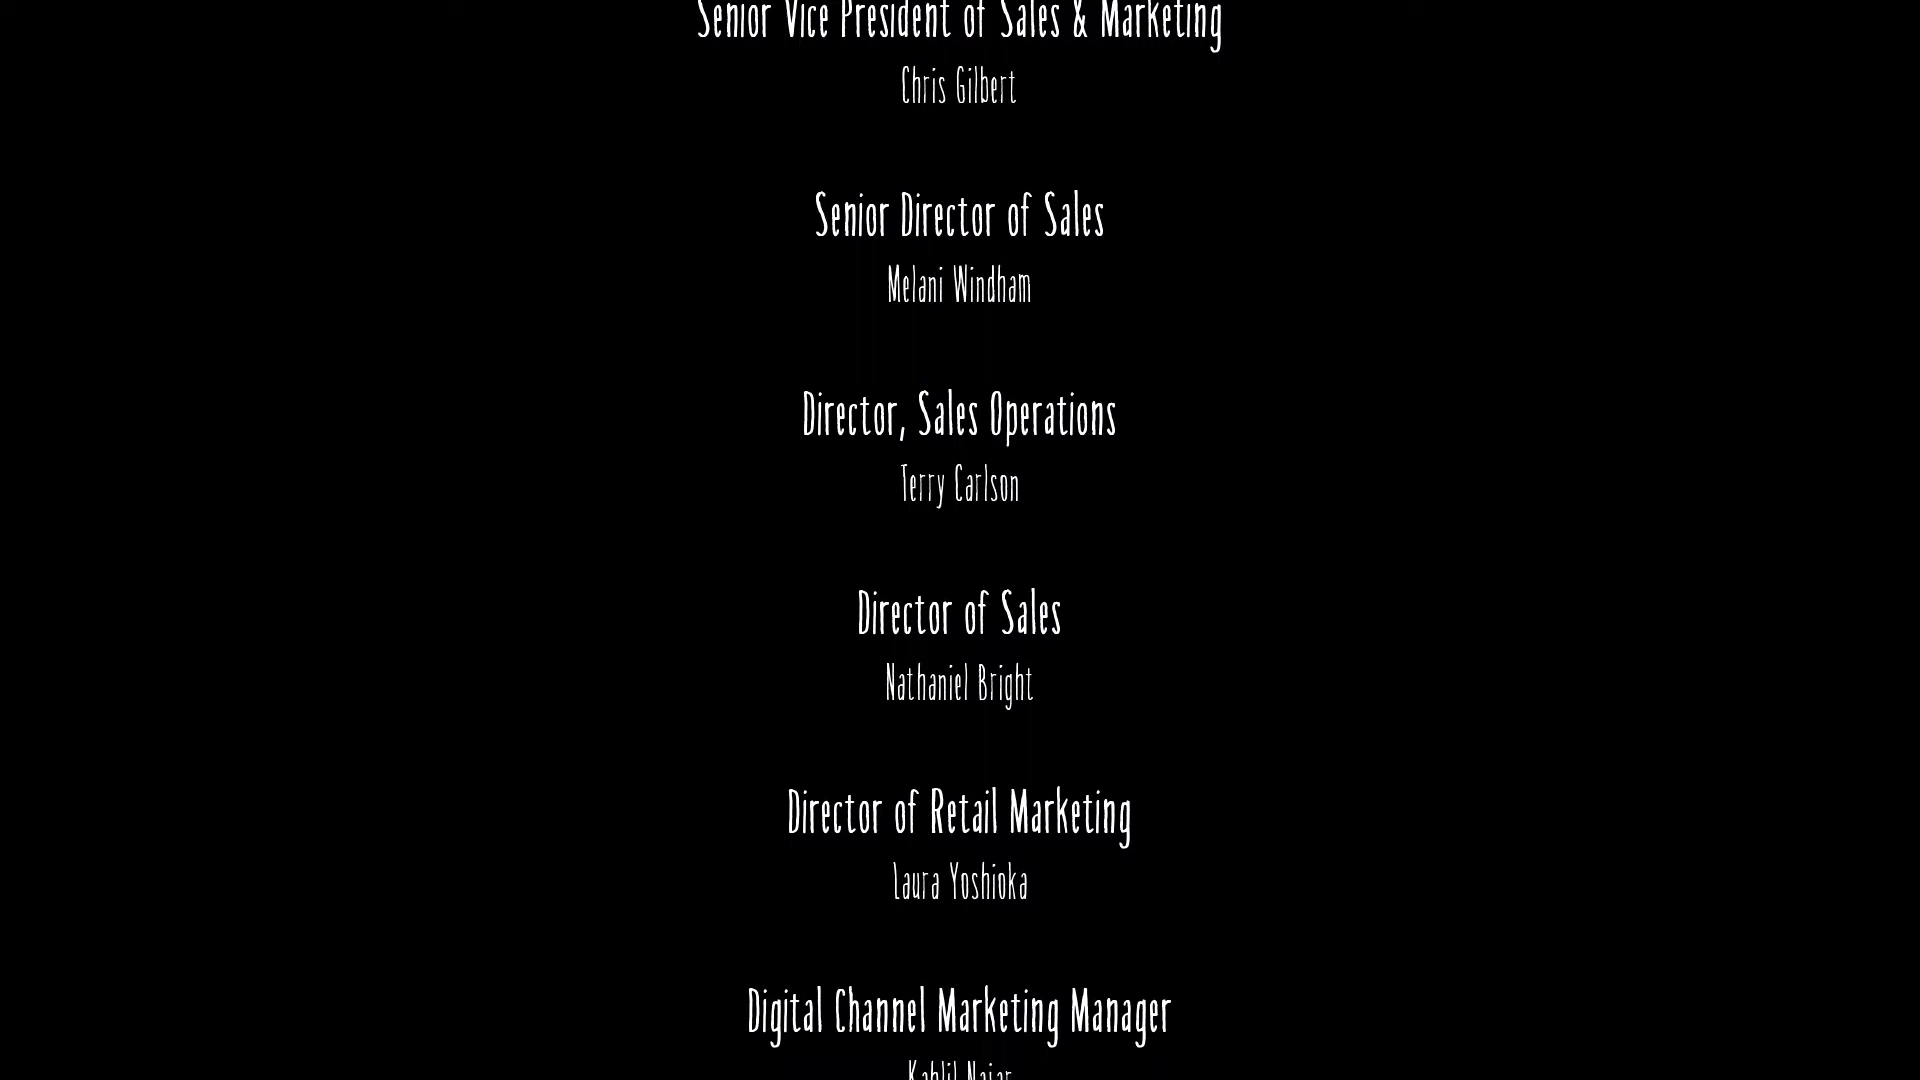 Senior Vice President of Sales & Marketing
Chris Gilbert
Senior Director of Sales
Melani Windham
Director, Sales Operations
Terry Carlson
Director of Sales
Nathaniel Bright
Director of Retail Marketing
Laura Yoshioka
Digital Channel Marketing Manager